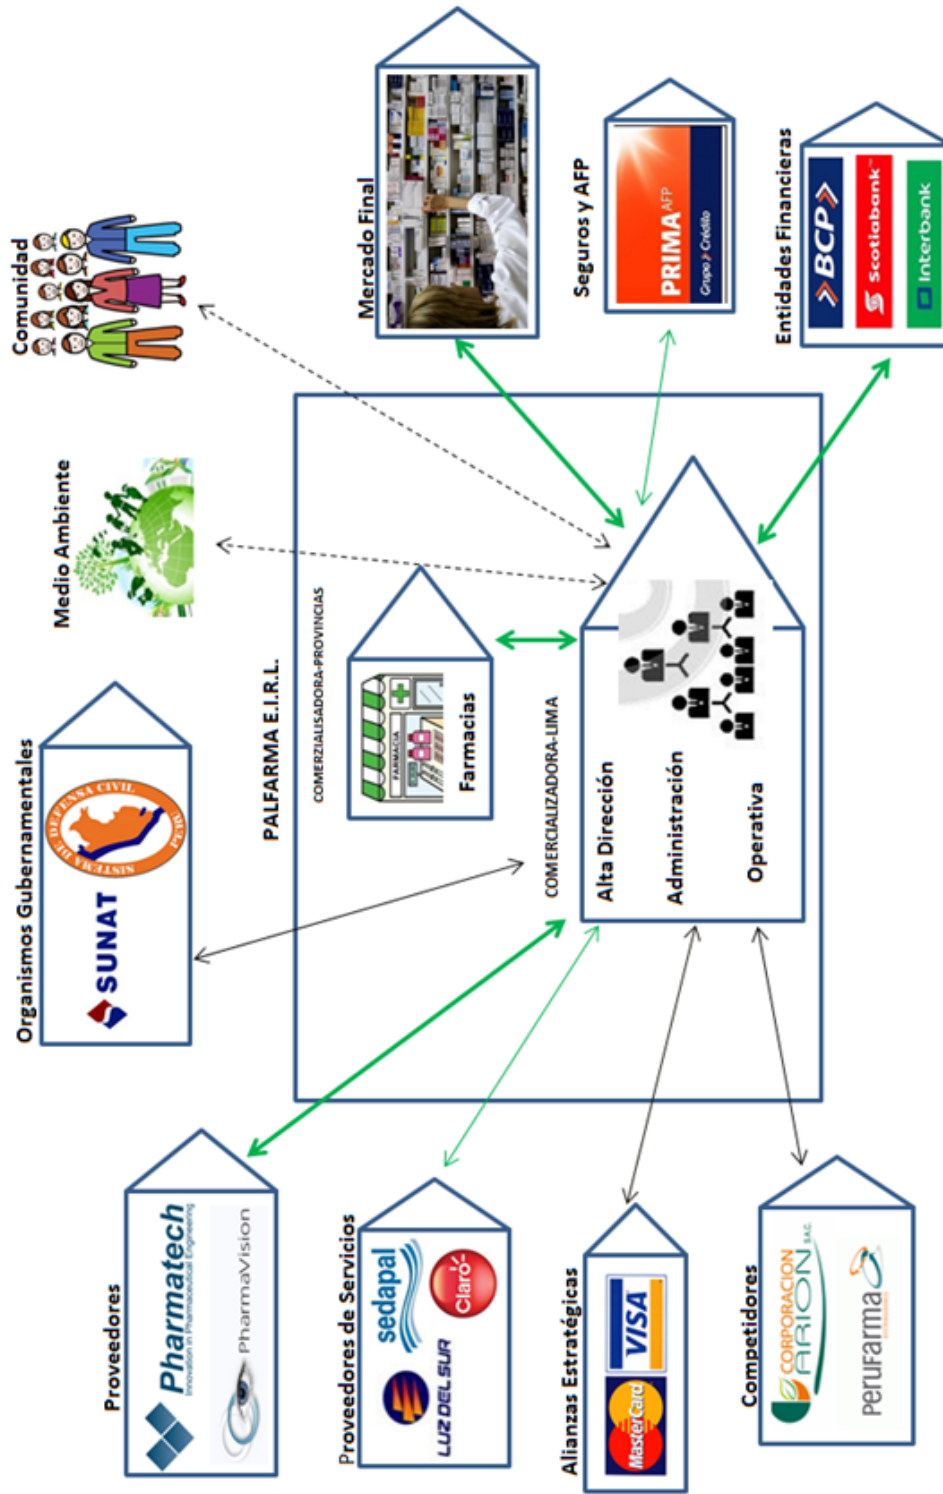 Proveedores
Pharmatech
Innovation in Pharmaceutical Engineering
PharmaVision
Proveedores de Servicios
sedapal
LUZ DEL SUR
Claro
Alianzas Estratégicas
MasterCard
VISA
Competidores
CORPORACION
ARION S.A.C.
PERUFarma
Organismos Gubernamentales
SUNAT
SISTEMA DE DEFENSA CIVIL
PERU
PALFARMA E.I.R.L.
COMERZIALISADORA-PROVINCIAS
FARMACIA
Farmacias
COMERCIALIZADORA-LIMA
Alta Dirección
Administración
Operativa
Medio Ambiente
Comunidad
Mercado Final
Seguros y AFP
PRIMA AFP
Grupo Crédito
Entidades Financieras
BCP
Scotiabank™
Interbank